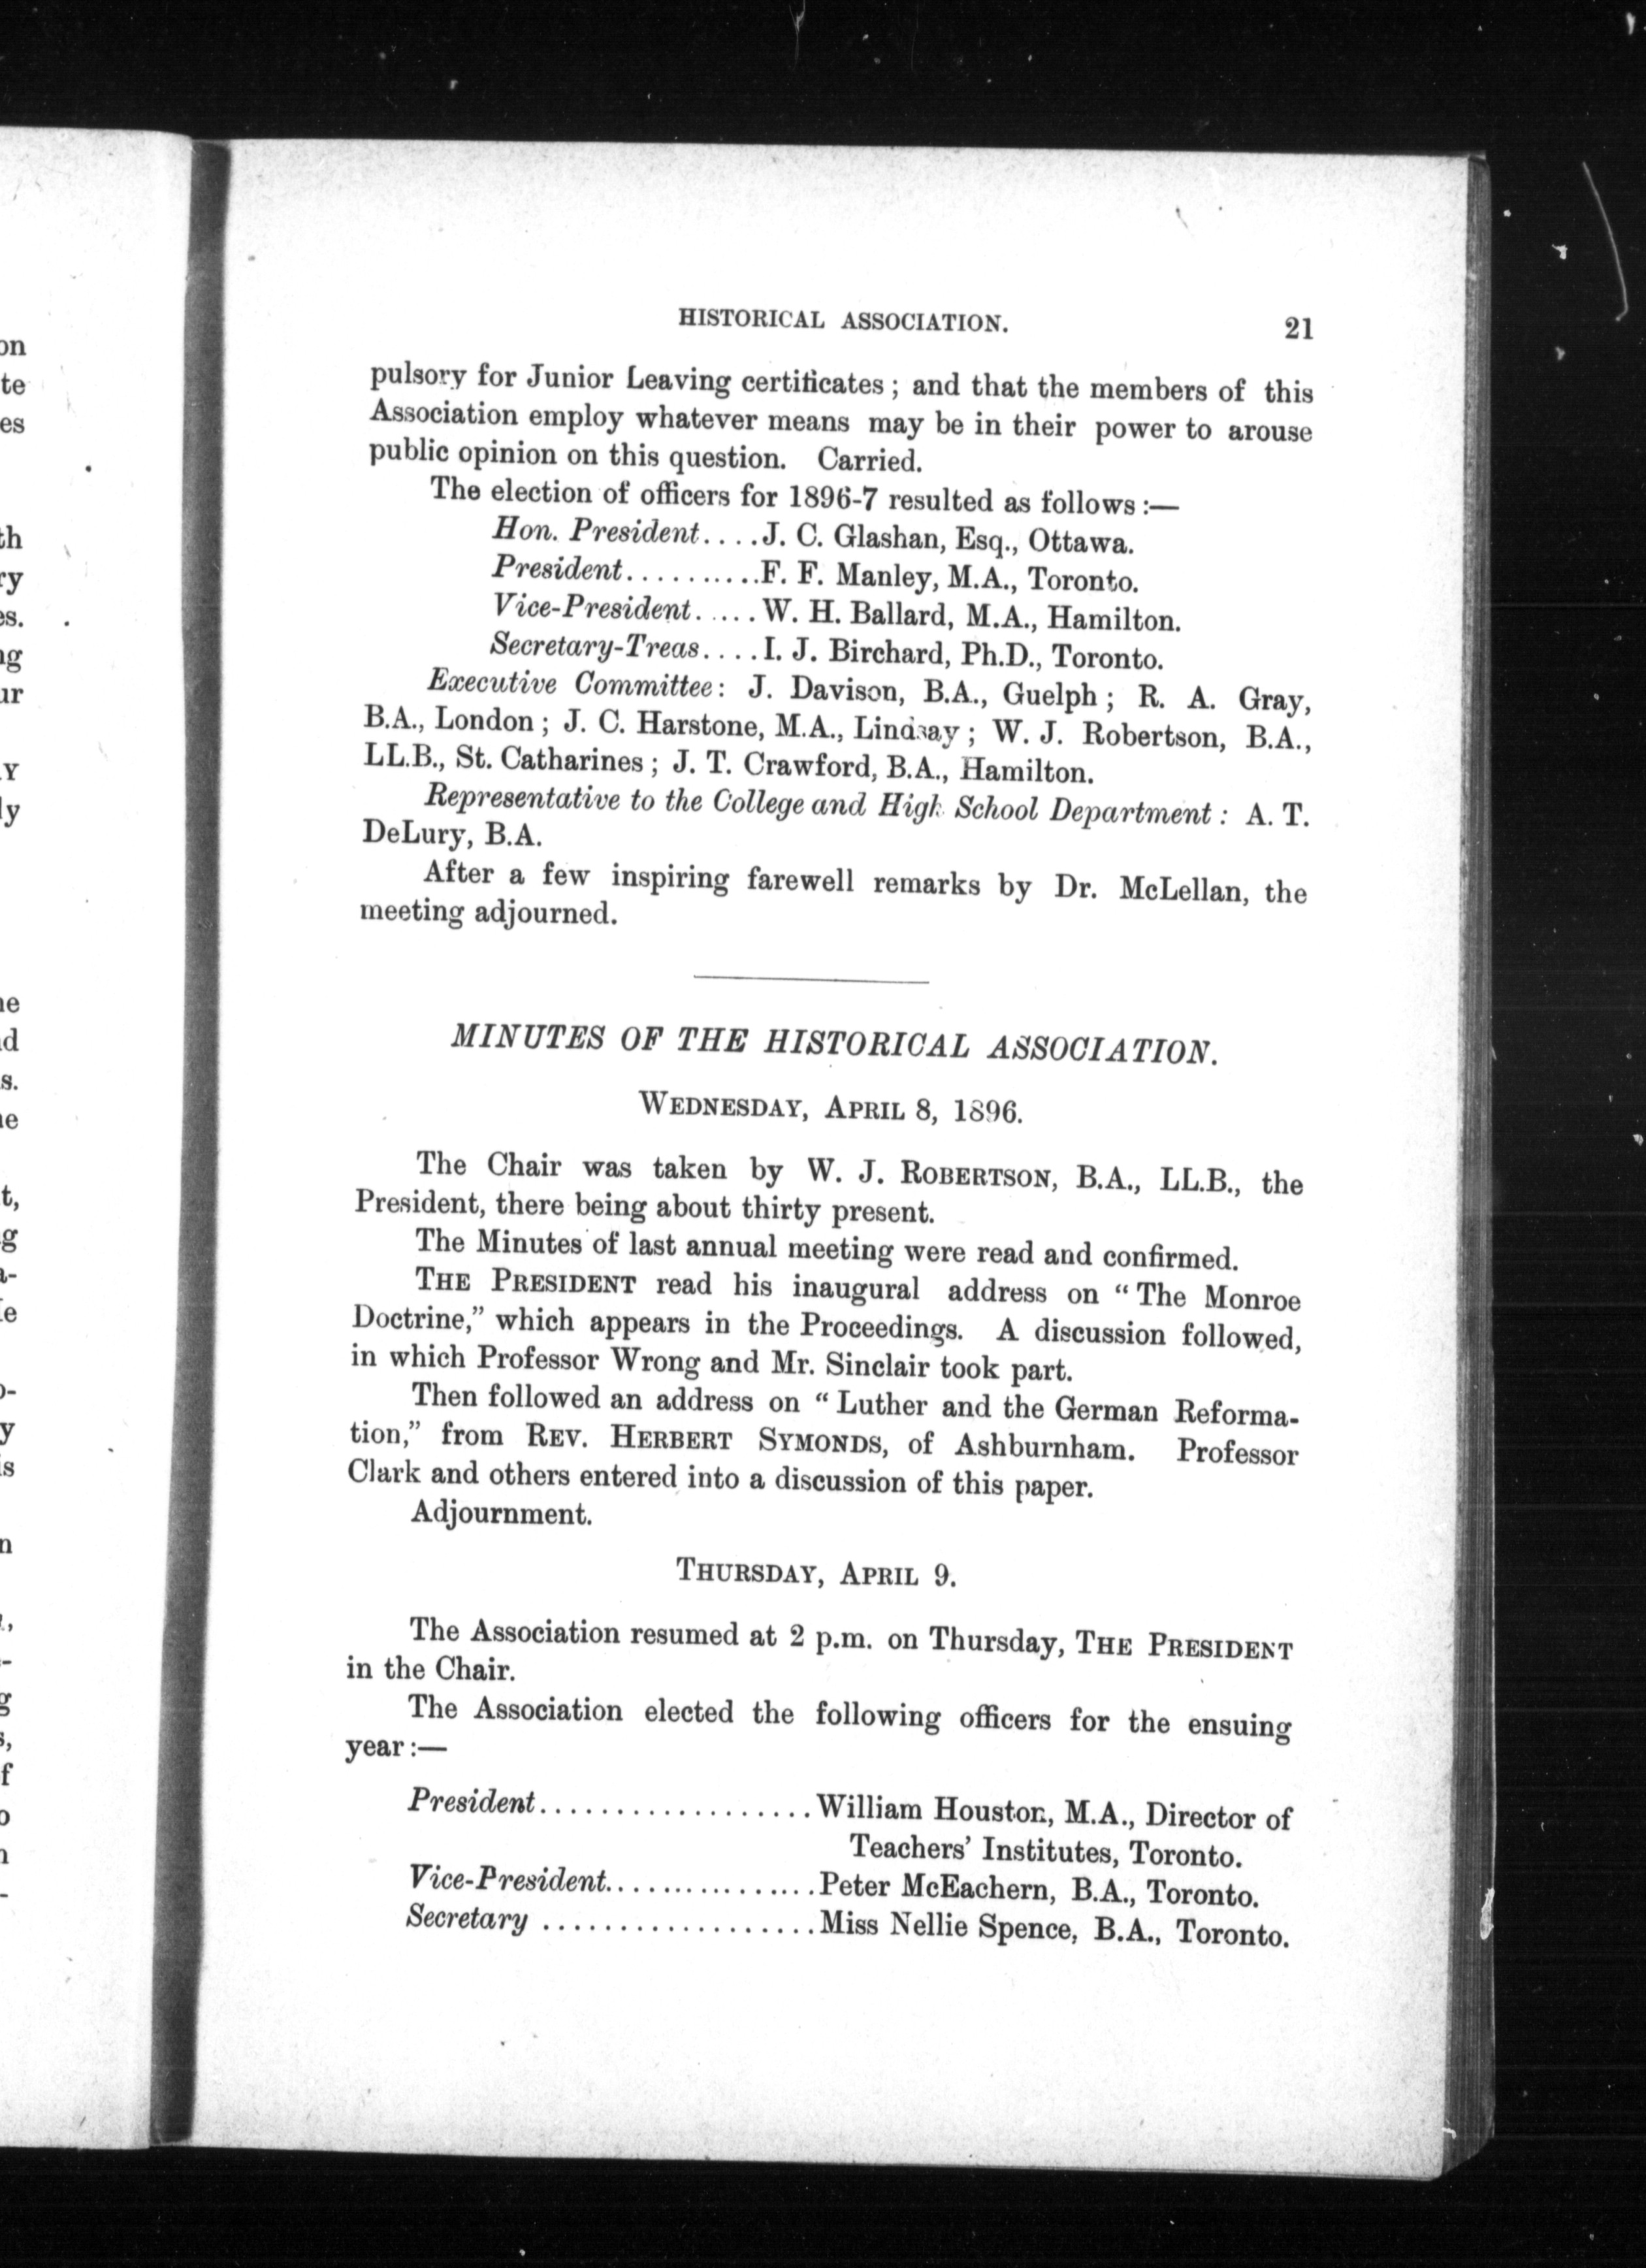 HISTORICAL ASSOCIATION. 21
pulsory for Junior Leaving certificates ; and that the members of this
Association employ whatever means may be in their power to arouse
public opinion on this question. Carried.
The election of officers for 1896-7 resulted as follows :—
Hon. President....J. C. Glashan, Esq., Ottawa.
President..........F. F. Manley, M.A., Toronto.
Vice-President.....W. H. Ballard, M.A., Hamilton.
Secretary-Treas....I. J. Birchard, Ph.D., Toronto.
Executive Committee: J. Davison, B.A., Guelph ; R. A. Gray,
B.A., London ; J. C. Harstone, M.A., Lindsay ; W. J. Robertson, B.A.,
LL.B., St. Catharines ; J. T. Crawford, B.A., Hamilton.
Representative to the College and High School Department : A. T.
DeLury, B.A.
After a few inspiring farewell remarks by Dr. McLellan, the
meeting adjourned.
MINUTES OF THE HISTORICAL ASSOCIATION.
WEDNESDAY, APRIL 8, 1896.
The Chair was taken by W. J. ROBERTSON, B.A., LL.B., the
President, there being about thirty present.
The Minutes of last annual meeting were read and confirmed.
THE PRESIDENT read his inaugural address on “ The Monroe
Doctrine,” which appears in the Proceedings. A discussion followed,
in which Professor Wrong and Mr. Sinclair took part.
Then followed an address on “ Luther and the German Reforma-
tion,” from REV. HERBERT SYMONDS, of Ashburnham. Professor
Clark and others entered into a discussion of this paper.
Adjournment.
THURSDAY, APRIL 9.
The Association resumed at 2 p.m. on Thursday, THE PRESIDENT
in the Chair.
The Association elected the following officers for the ensuing
year :—
President..................William Houston, M.A., Director of
Teachers’ Institutes, Toronto.
Vice-President................Peter McEachern, B.A., Toronto.
Secretary ..................Miss Nellie Spence, B.A., Toronto.